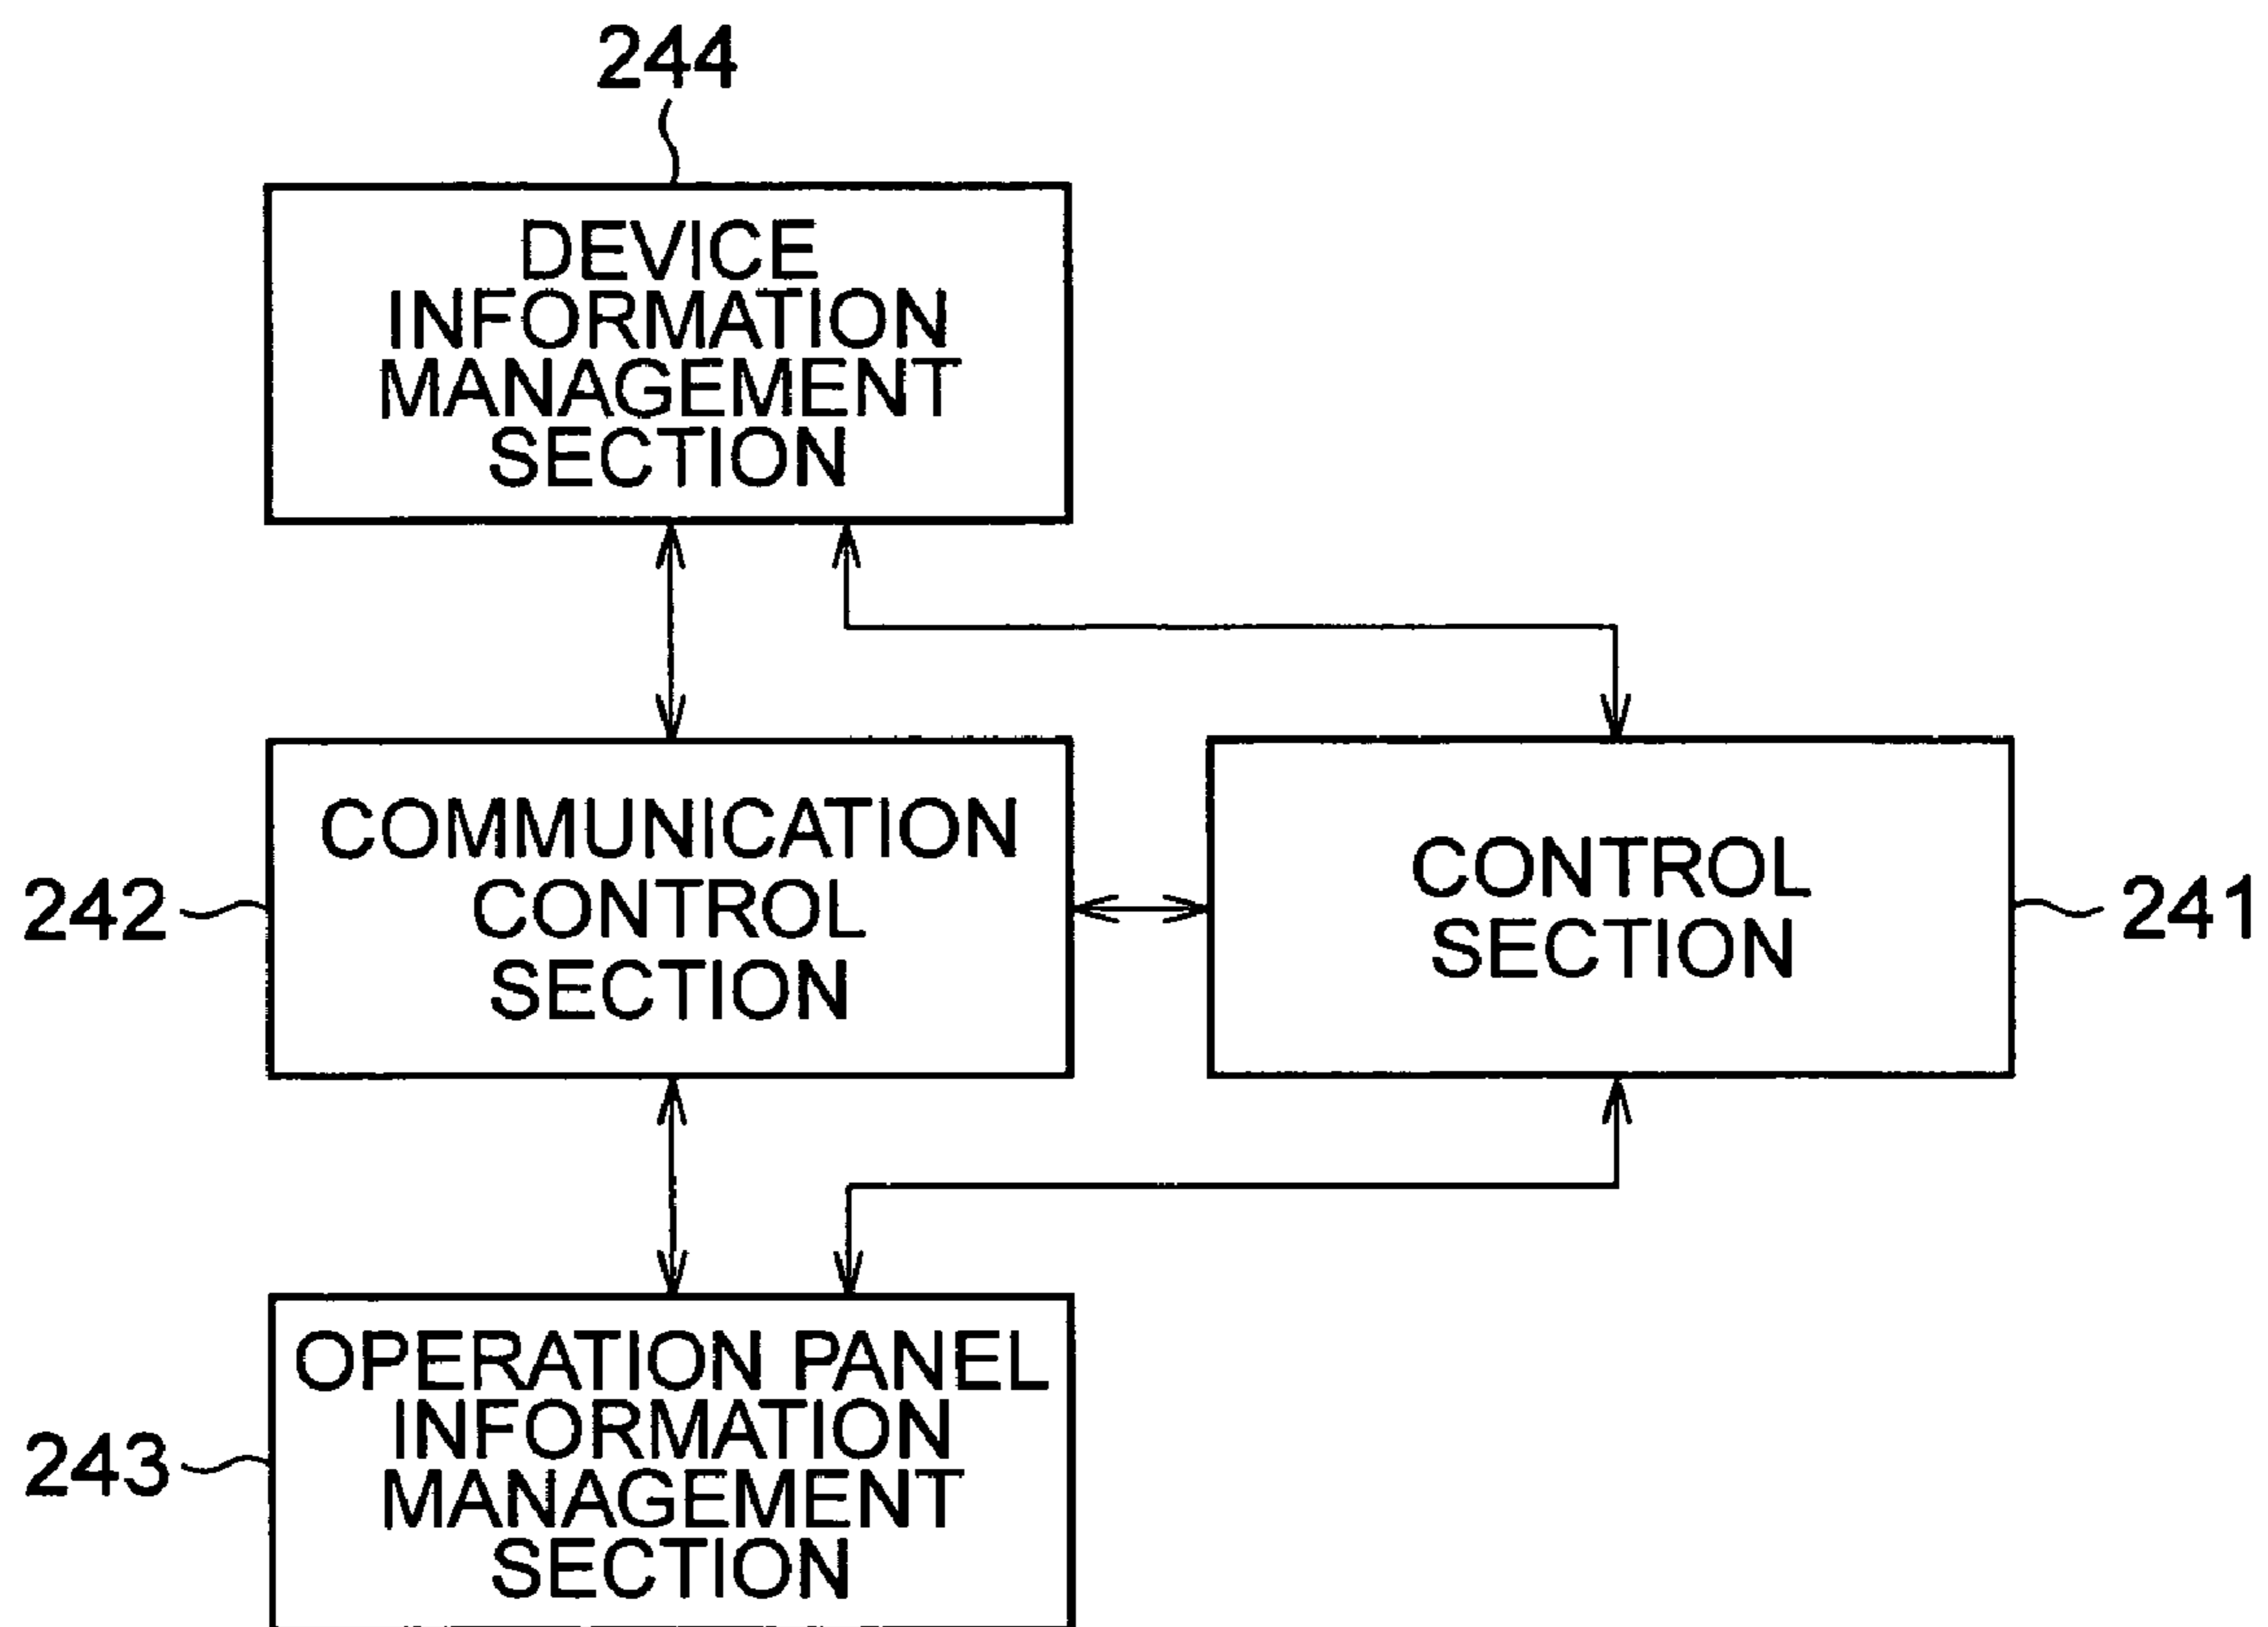 244
DEVICE
INFORMATION
MANAGEMENT
SECTION
242
COMMUNICATION
CONTROL
SECTION
CONTROL
SECTION
241
243
OPERATION PANEL
INFORMATION
MANAGEMENT
SECTION